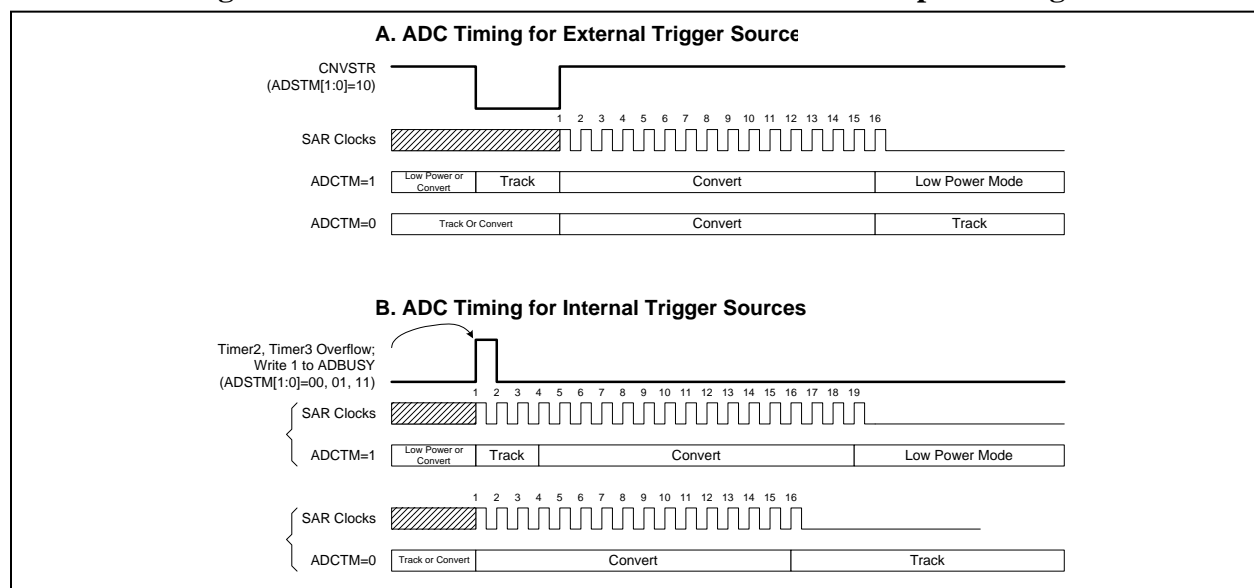 A. ADC Timing for External Trigger Source
CNVSTR
(ADSTM[1:0]=10)
1 2 3 4 5 6 7 8 9 10 11 12 13 14 15 16
SAR Clocks
ADCTM=1 Low Power or Convert Track Convert Low Power Mode
ADCTM=0 Track Or Convert Convert Track
B. ADC Timing for Internal Trigger Sources
Timer2, Timer3 Overflow;
Write 1 to ADBUSY
(ADSTM[1:0]=00, 01, 11)
1 2 3 4 5 6 7 8 9 10 11 12 13 14 15 16 17 18 19
SAR Clocks
ADCTM=1 Low Power or Convert Track Convert Low Power Mode
1 2 3 4 5 6 7 8 9 10 11 12 13 14 15 16
SAR Clocks
ADCTM=0 Track or Convert Convert Track